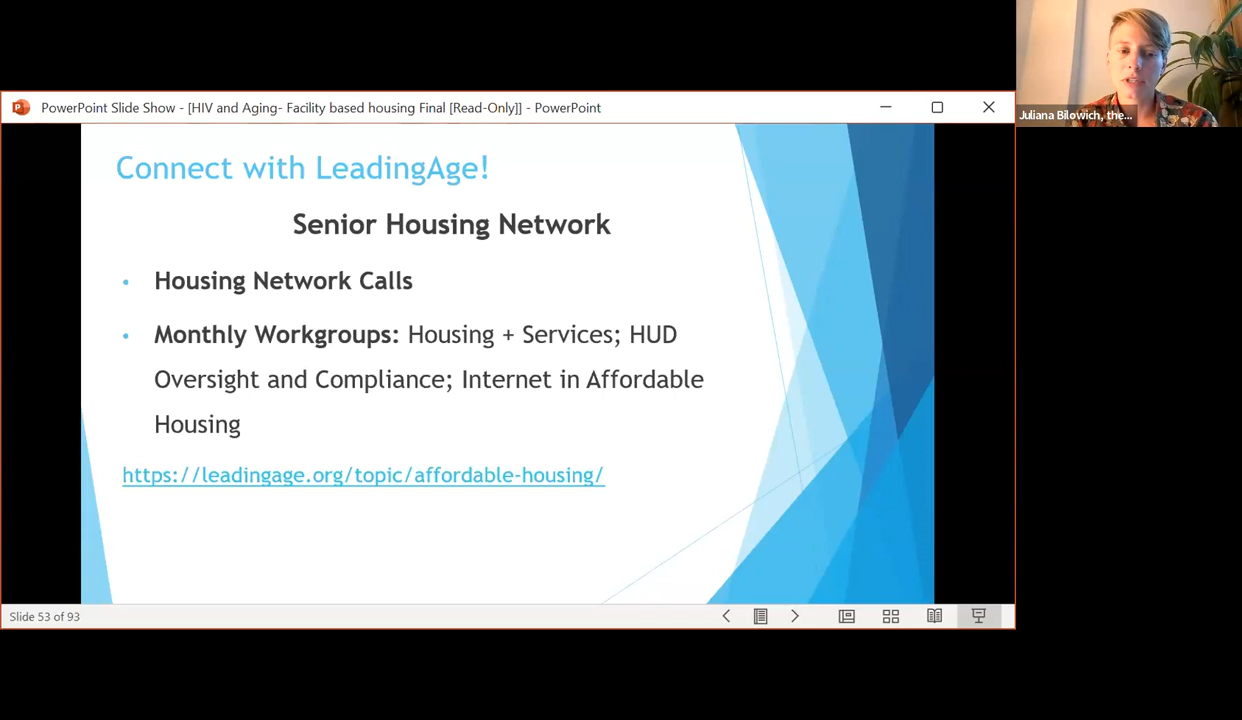 PowerPoint Slide Show - [HIV and Aging- Facility based housing Final [Read-Only]] - PowerPoint
Juliana Bilowich, the...
Connect with LeadingAge!
Senior Housing Network
• Housing Network Calls
• Monthly Workgroups: Housing + Services; HUD
Oversight and Compliance; Internet in Affordable
Housing
https://leadingage.org/topic/affordable-housing/
Slide 53 of 93